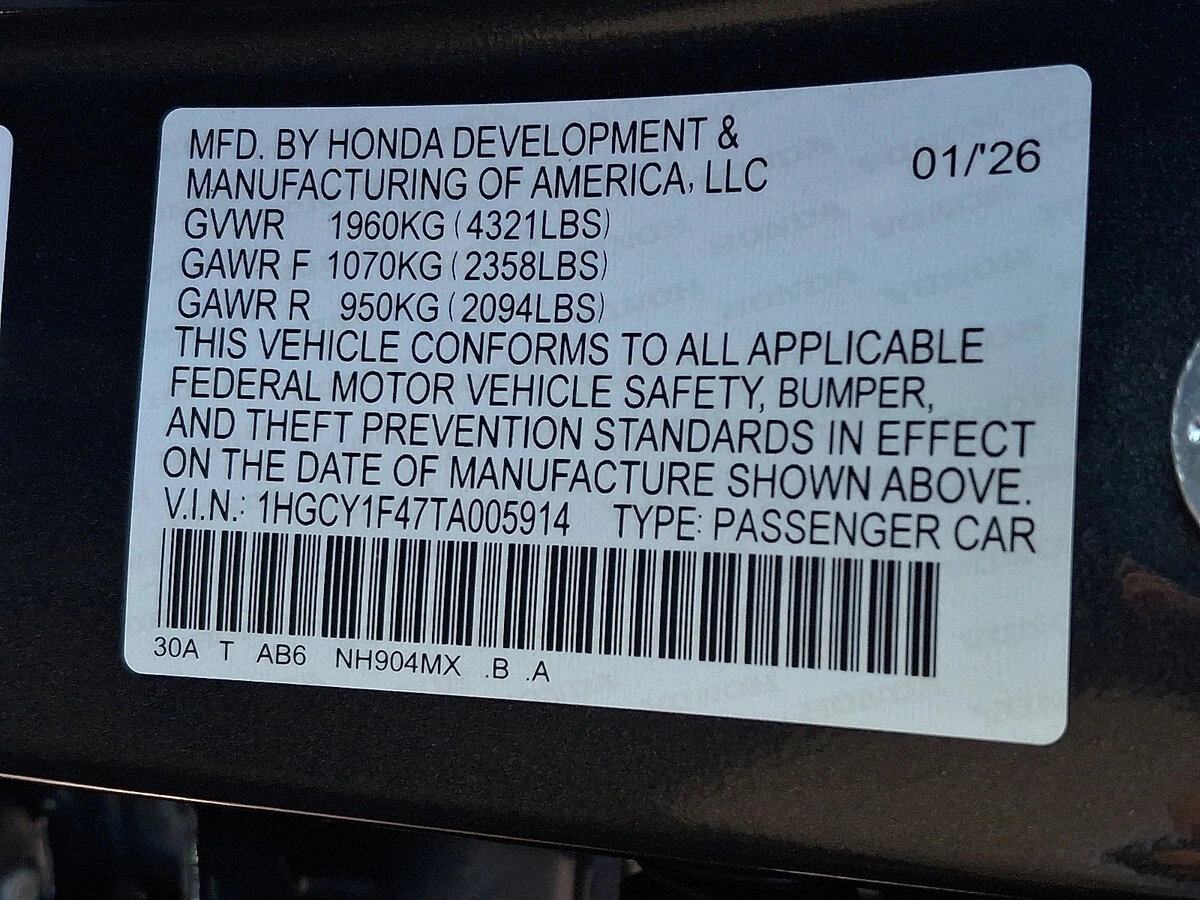 MFD. BY HONDA DEVELOPMENT &
MANUFACTURING OF AMERICA, LLC
01/'26
GVWR 1960KG (4321LBS)
GAWR F 1070KG (2358LBS)
GAWR R 950KG (2094LBS)
THIS VEHICLE CONFORMS TO ALL APPLICABLE
FEDERAL MOTOR VEHICLE SAFETY, BUMPER,
AND THEFT PREVENTION STANDARDS IN EFFECT
ON THE DATE OF MANUFACTURE SHOWN ABOVE.
V.I.N.: 1HGCY1F47TA005914 TYPE: PASSENGER CAR
30A T AB6 NH904MX .B .A